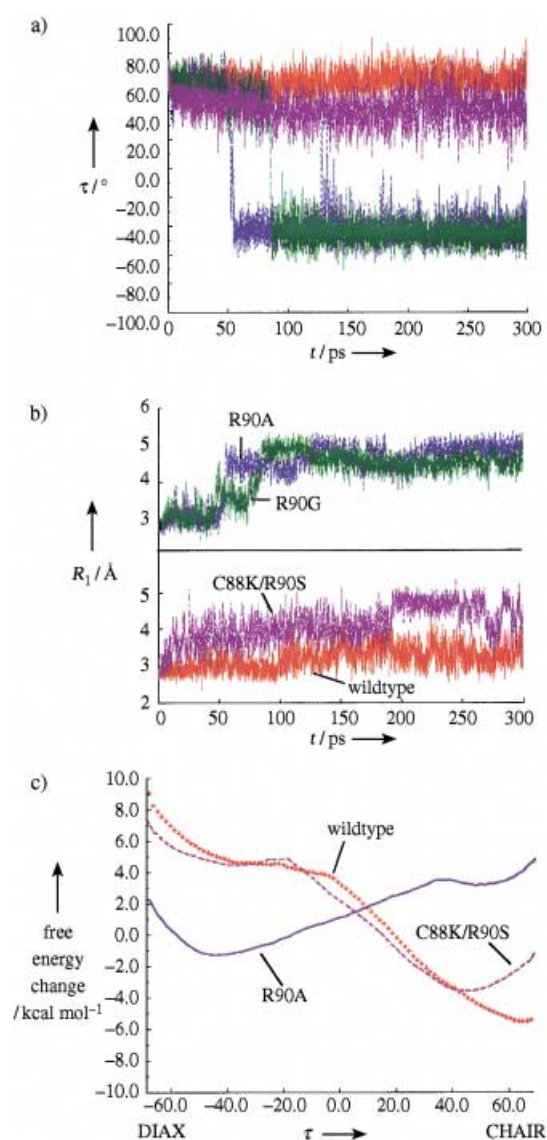 a)
100.0
80.0
60.0
40.0
20.0
0.0
−20.0
−40.0
−60.0
−80.0
−100.0
τ/°
0 50 100 150 200 250 300
t/ps
b)
6
5
4
3
R90A
R90G
R₁/Å
5
4
3
2
C88K/R90S
wildtype
0 50 100 150 200 250 300
t/ps
c)
10.0
8.0
6.0
4.0
2.0
0.0
−2.0
−4.0
−6.0
−8.0
−10.0
free
energy
change
/kcal mol⁻¹
wildtype
C88K/R90S
R90A
−60.0 −40.0 −20.0 0.0 20.0 40.0 60.0
DIAX τ CHAIR